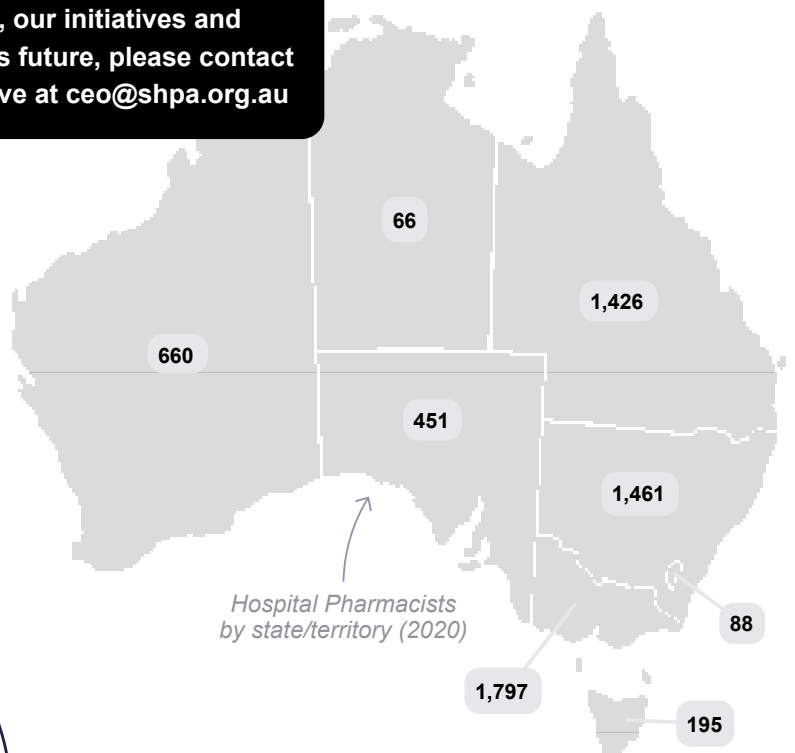 , our initiatives and
s future, please contact
ve at ceo@shpa.org.au
66
1,426
660
451
1,461
Hospital Pharmacists
by state/territory (2020)
88
1,797
195